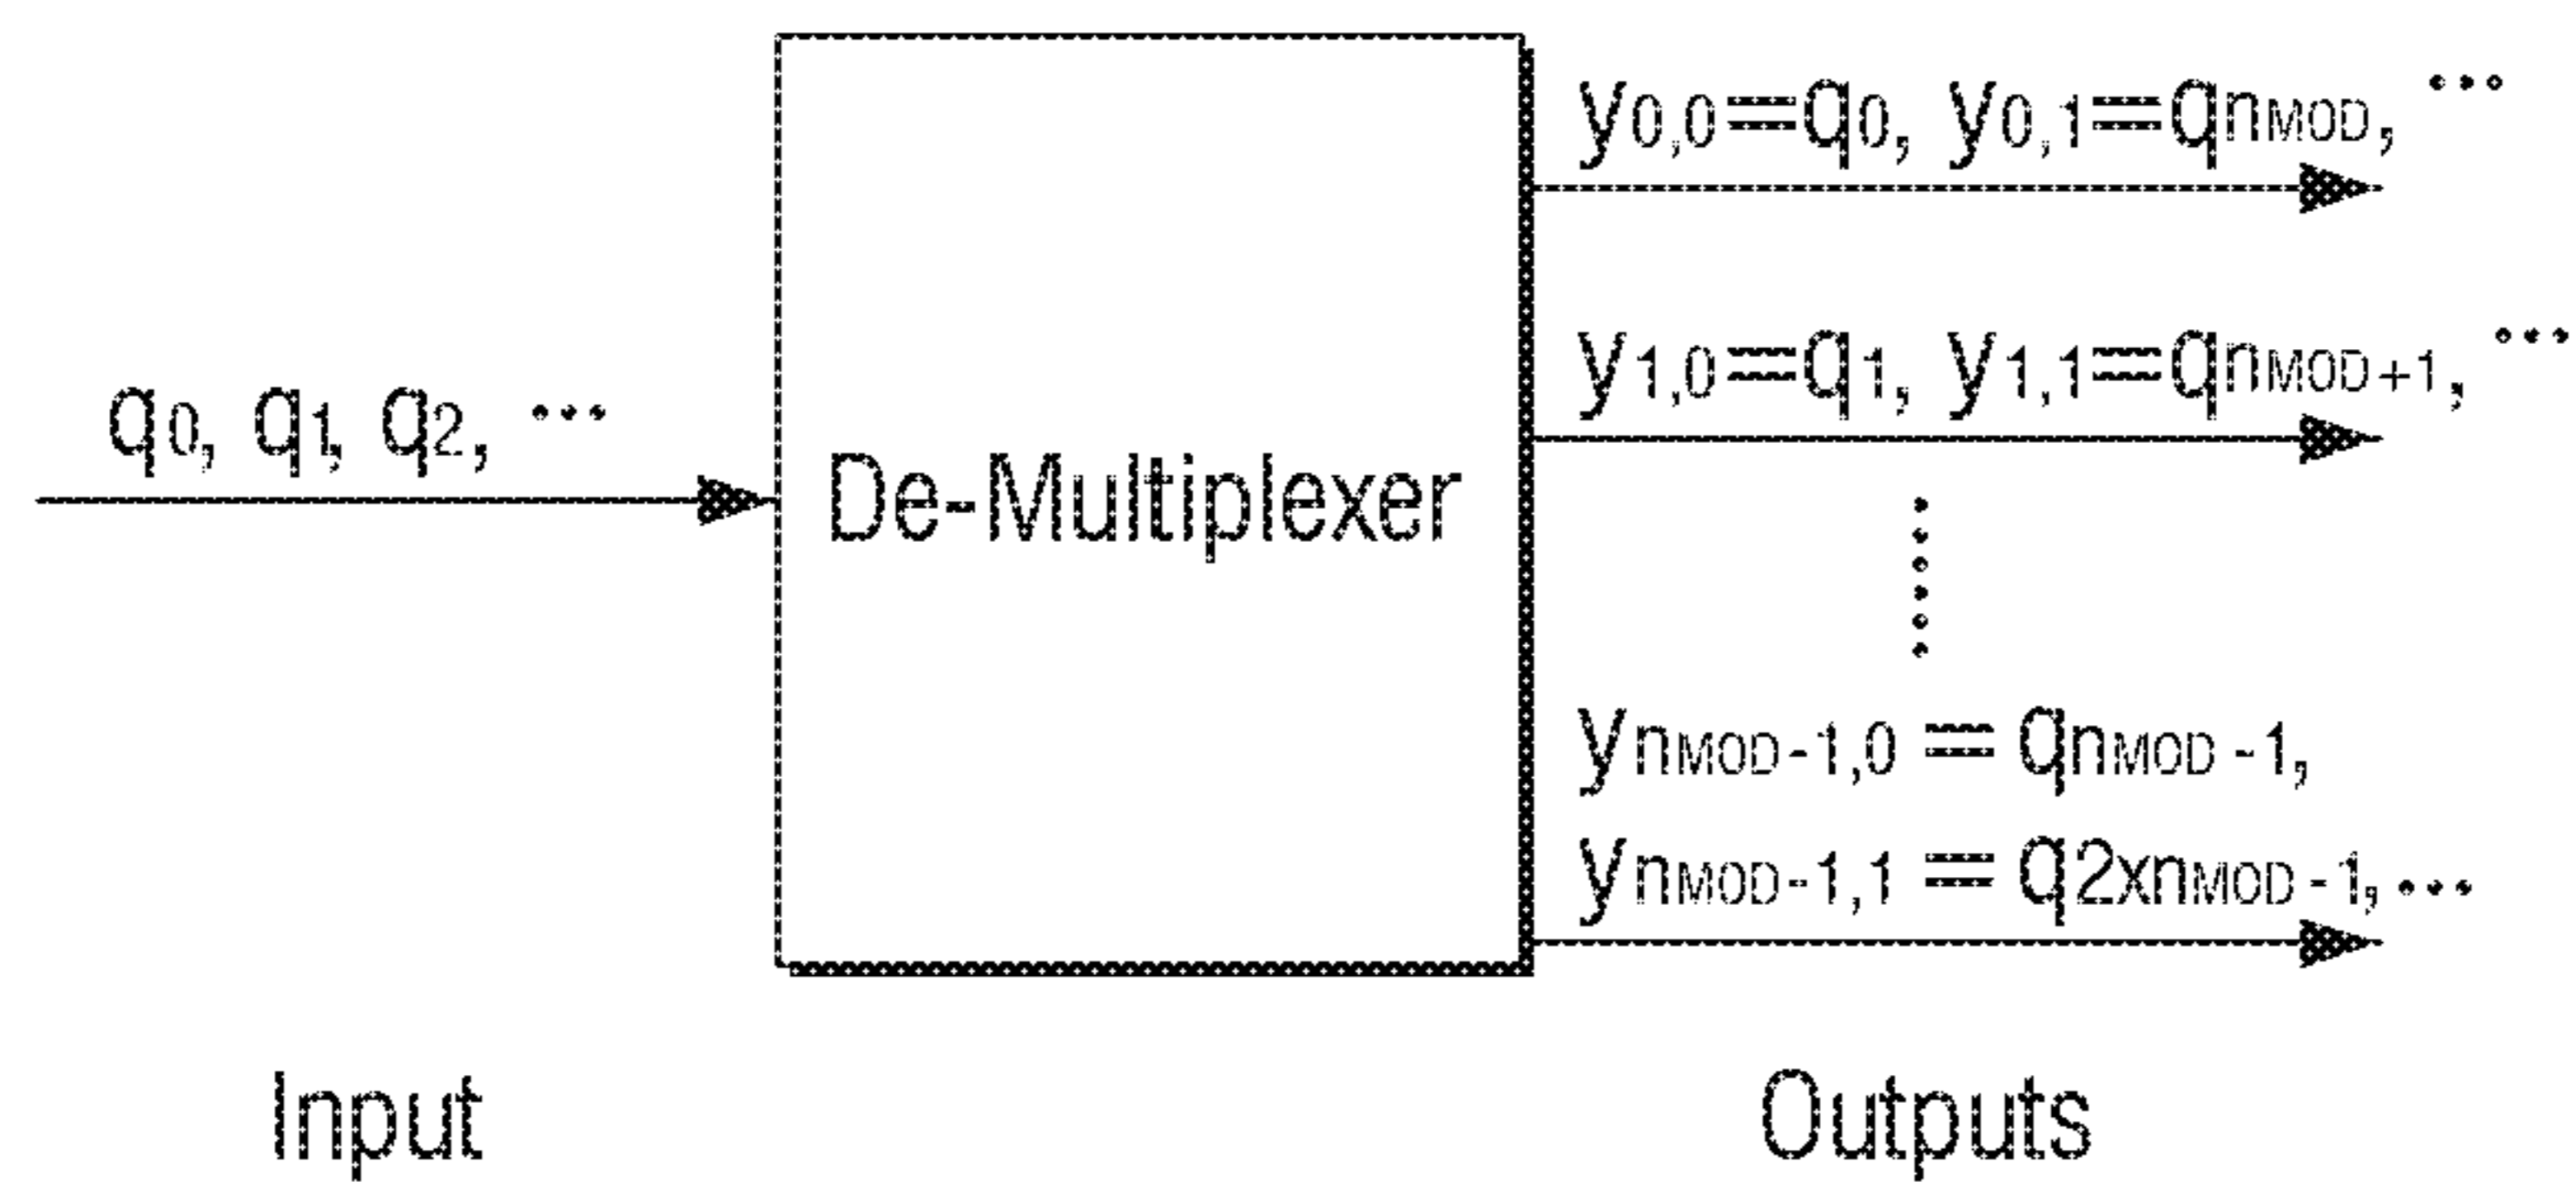 y0,0=q0, y0,1=qnMOD, ...
y1,0=q1, y1,1=qnMOD+1, ...
q0, q1, q2, ...
De-Multiplexer
ynMOD-1,0 = qnMOD-1,
ynMOD-1,1 = q2xnMOD-1, ...
Input
Outputs